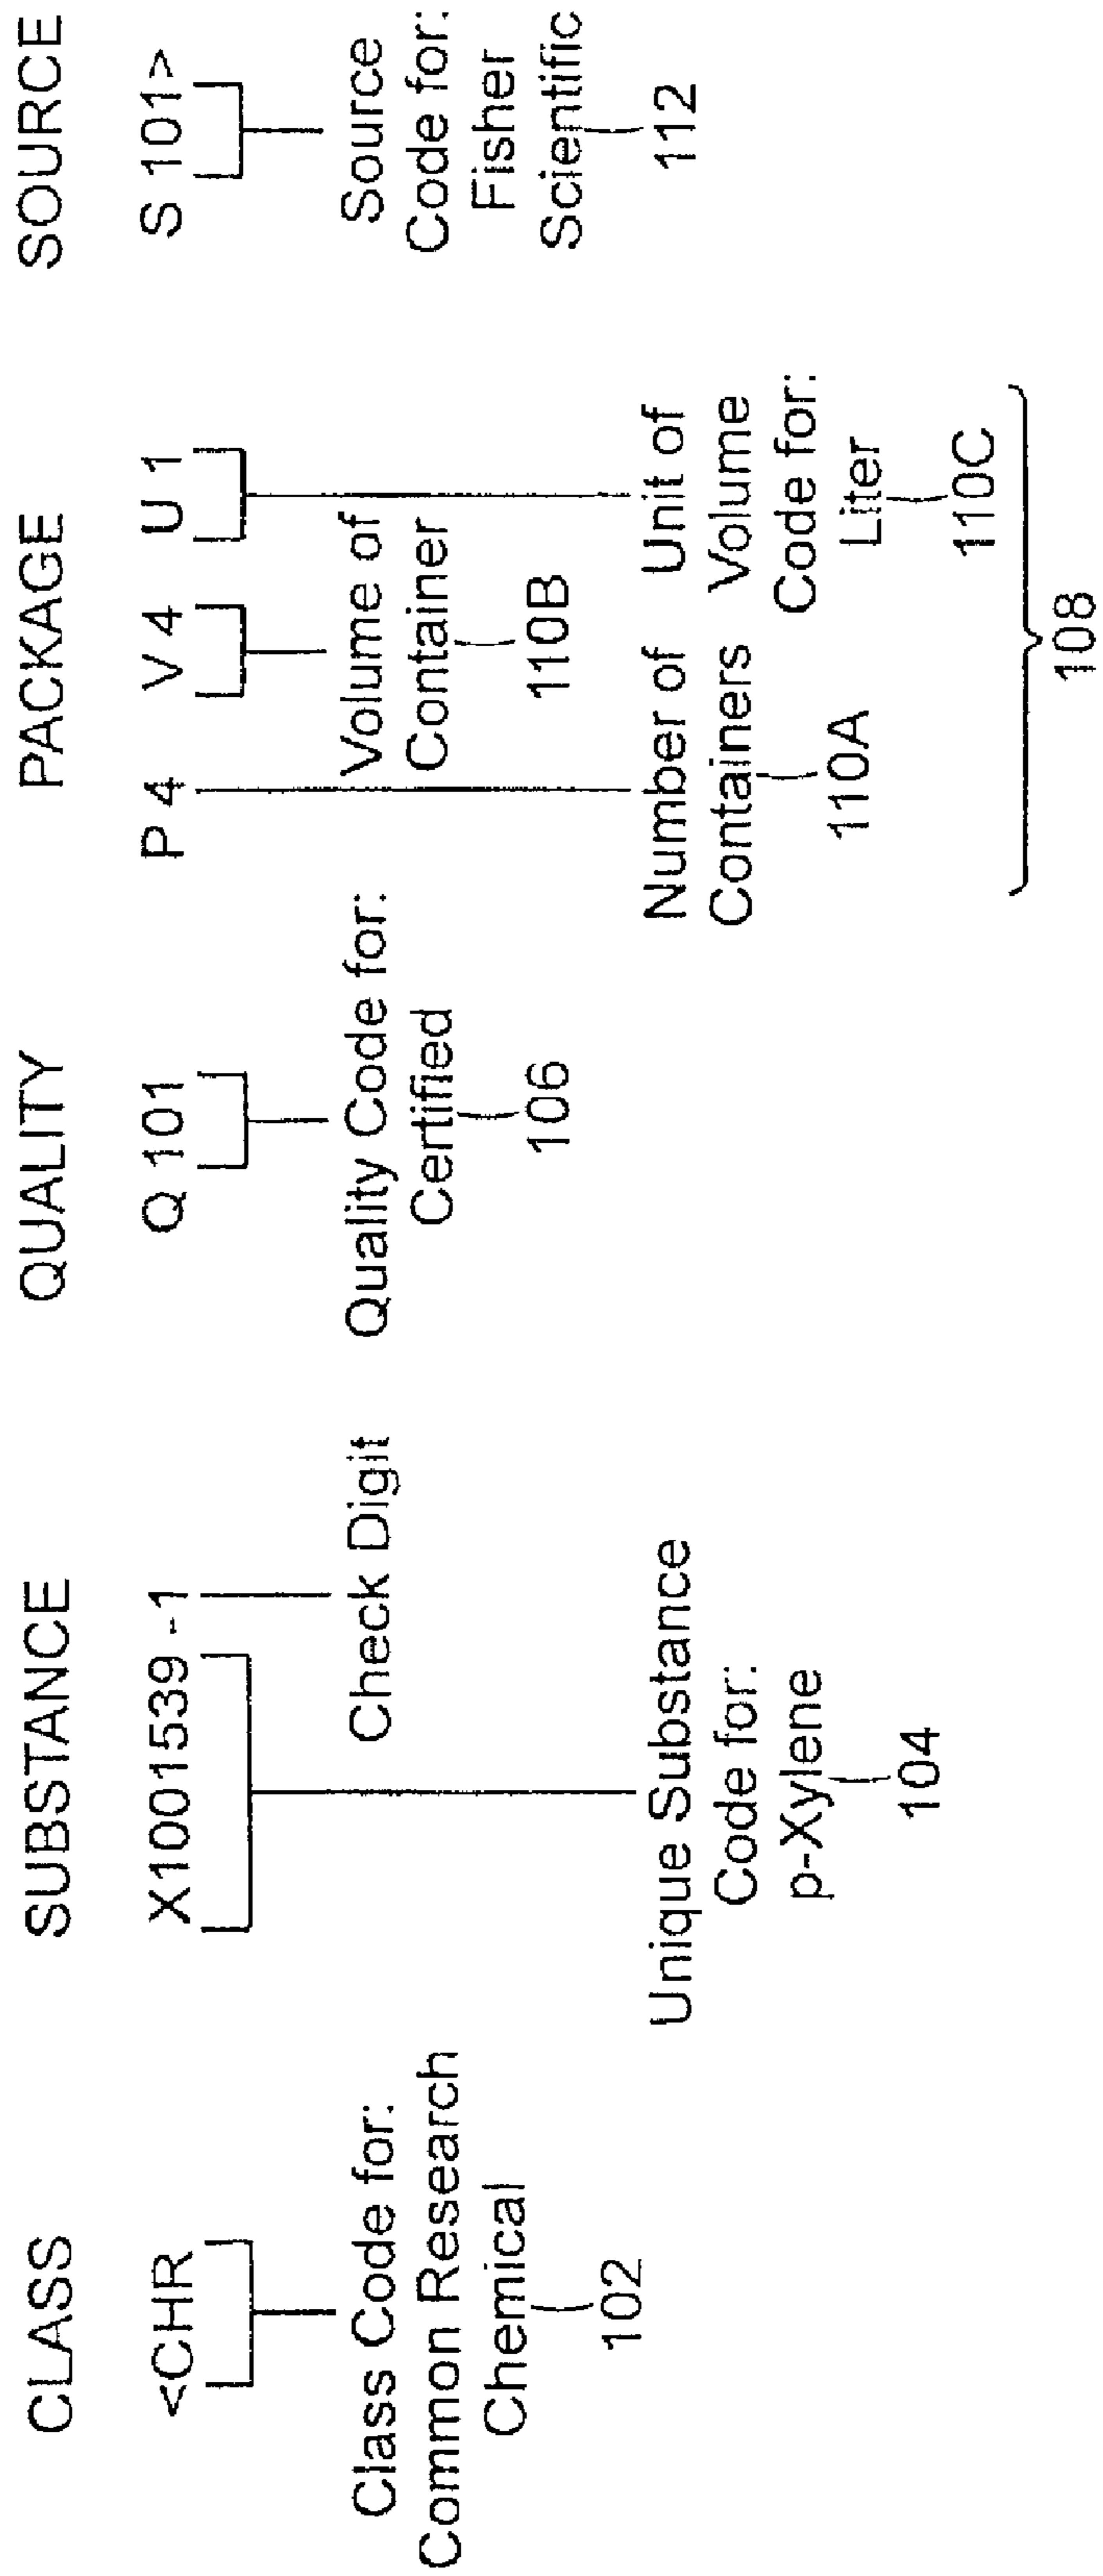 CLASS
<CHR
Class Code for:
Common Research
Chemical
102
SUBSTANCE
X1001539 -1
Check Digit
Unique Substance
Code for:
p-Xylene
104
QUALITY
Q 101
Quality Code for:
Certified
106
PACKAGE
P 4 V 4 U 1
Volume of
Container
110B
Number of
Containers
110A
Unit of
Volume
Code for:
Liter
110C
108
SOURCE
S 101>
Source
Code for:
Fisher
Scientific
112